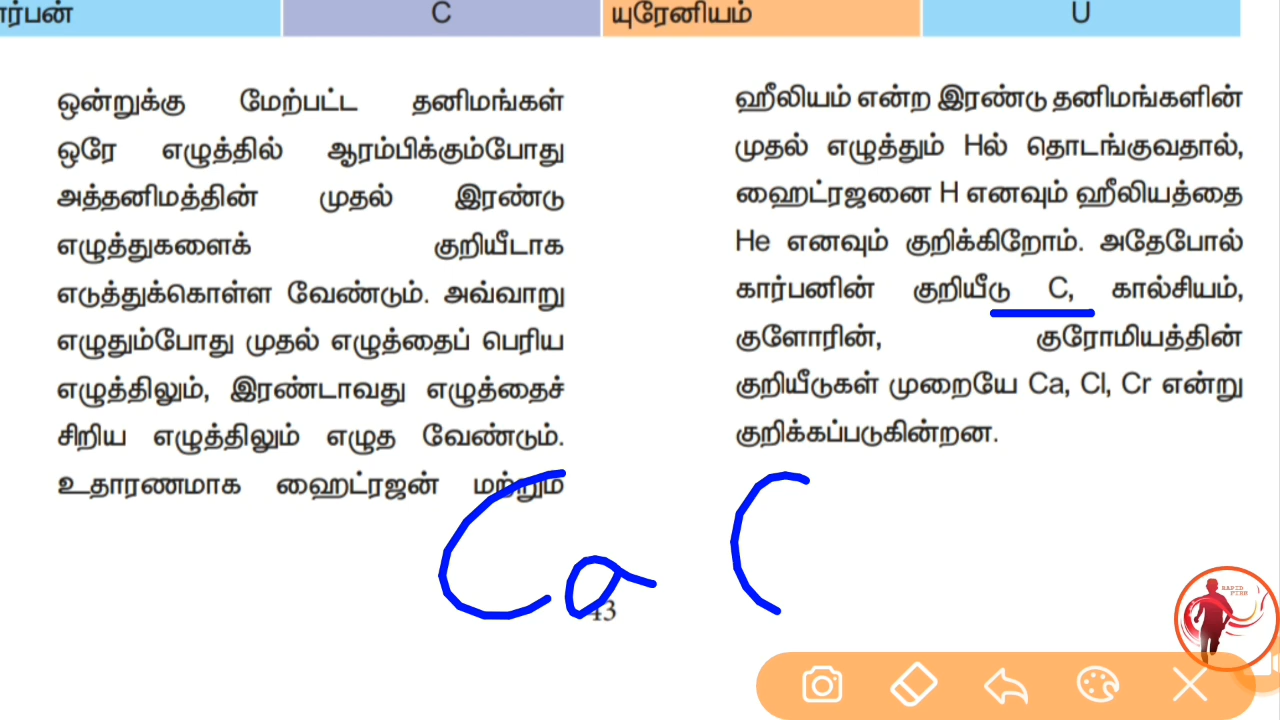 ார்பன் C யுரேனியம் U
ஒன்றுக்கு மேற்பட்ட தனிமங்கள்
ஒரே எழுத்தில் ஆரம்பிக்கும்போது
அத்தனிமத்தின் முதல் இரண்டு
எழுத்துகளைக் குறியீடாக
எடுத்துக்கொள்ள வேண்டும். அவ்வாறு
எழுதும்போது முதல் எழுத்தைப் பெரிய
எழுத்திலும், இரண்டாவது எழுத்தைச்
சிறிய எழுத்திலும் எழுத வேண்டும்.
உதாரணமாக ஹைட்ரஜன் மற்றும்
ஹீலியம் என்ற இரண்டு தனிமங்களின்
முதல் எழுத்தும் Hல் தொடங்குவதால்,
ஹைட்ரஜனை H எனவும் ஹீலியத்தை
He எனவும் குறிக்கிறோம். அதேபோல்
கார்பனின் குறியீடு C, கால்சியம்,
குளோரின், குரோமியத்தின்
குறியீடுகள் முறையே Ca, Cl, Cr என்று
குறிக்கப்படுகின்றன.
Ca C
43
RAPID
FIRE